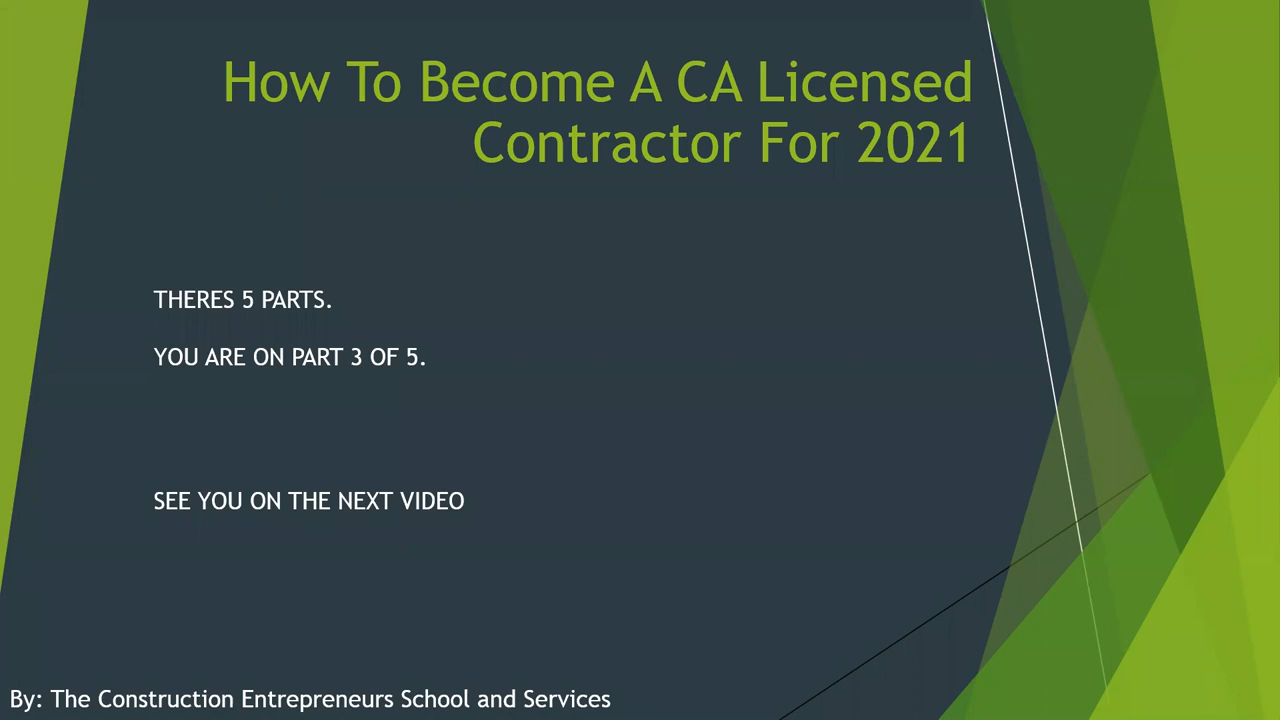 How To Become A CA Licensed
Contractor For 2021
THERES 5 PARTS.
YOU ARE ON PART 3 OF 5.
SEE YOU ON THE NEXT VIDEO
By: The Construction Entrepreneurs School and Services